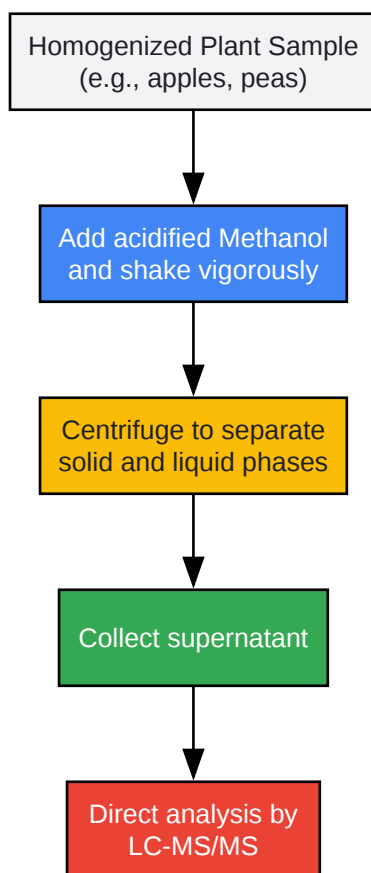 Homogenized Plant Sample
(e.g., apples, peas)
Add acidified Methanol
and shake vigorously
Centrifuge to separate
solid and liquid phases
Collect supernatant
Direct analysis by
LC-MS/MS